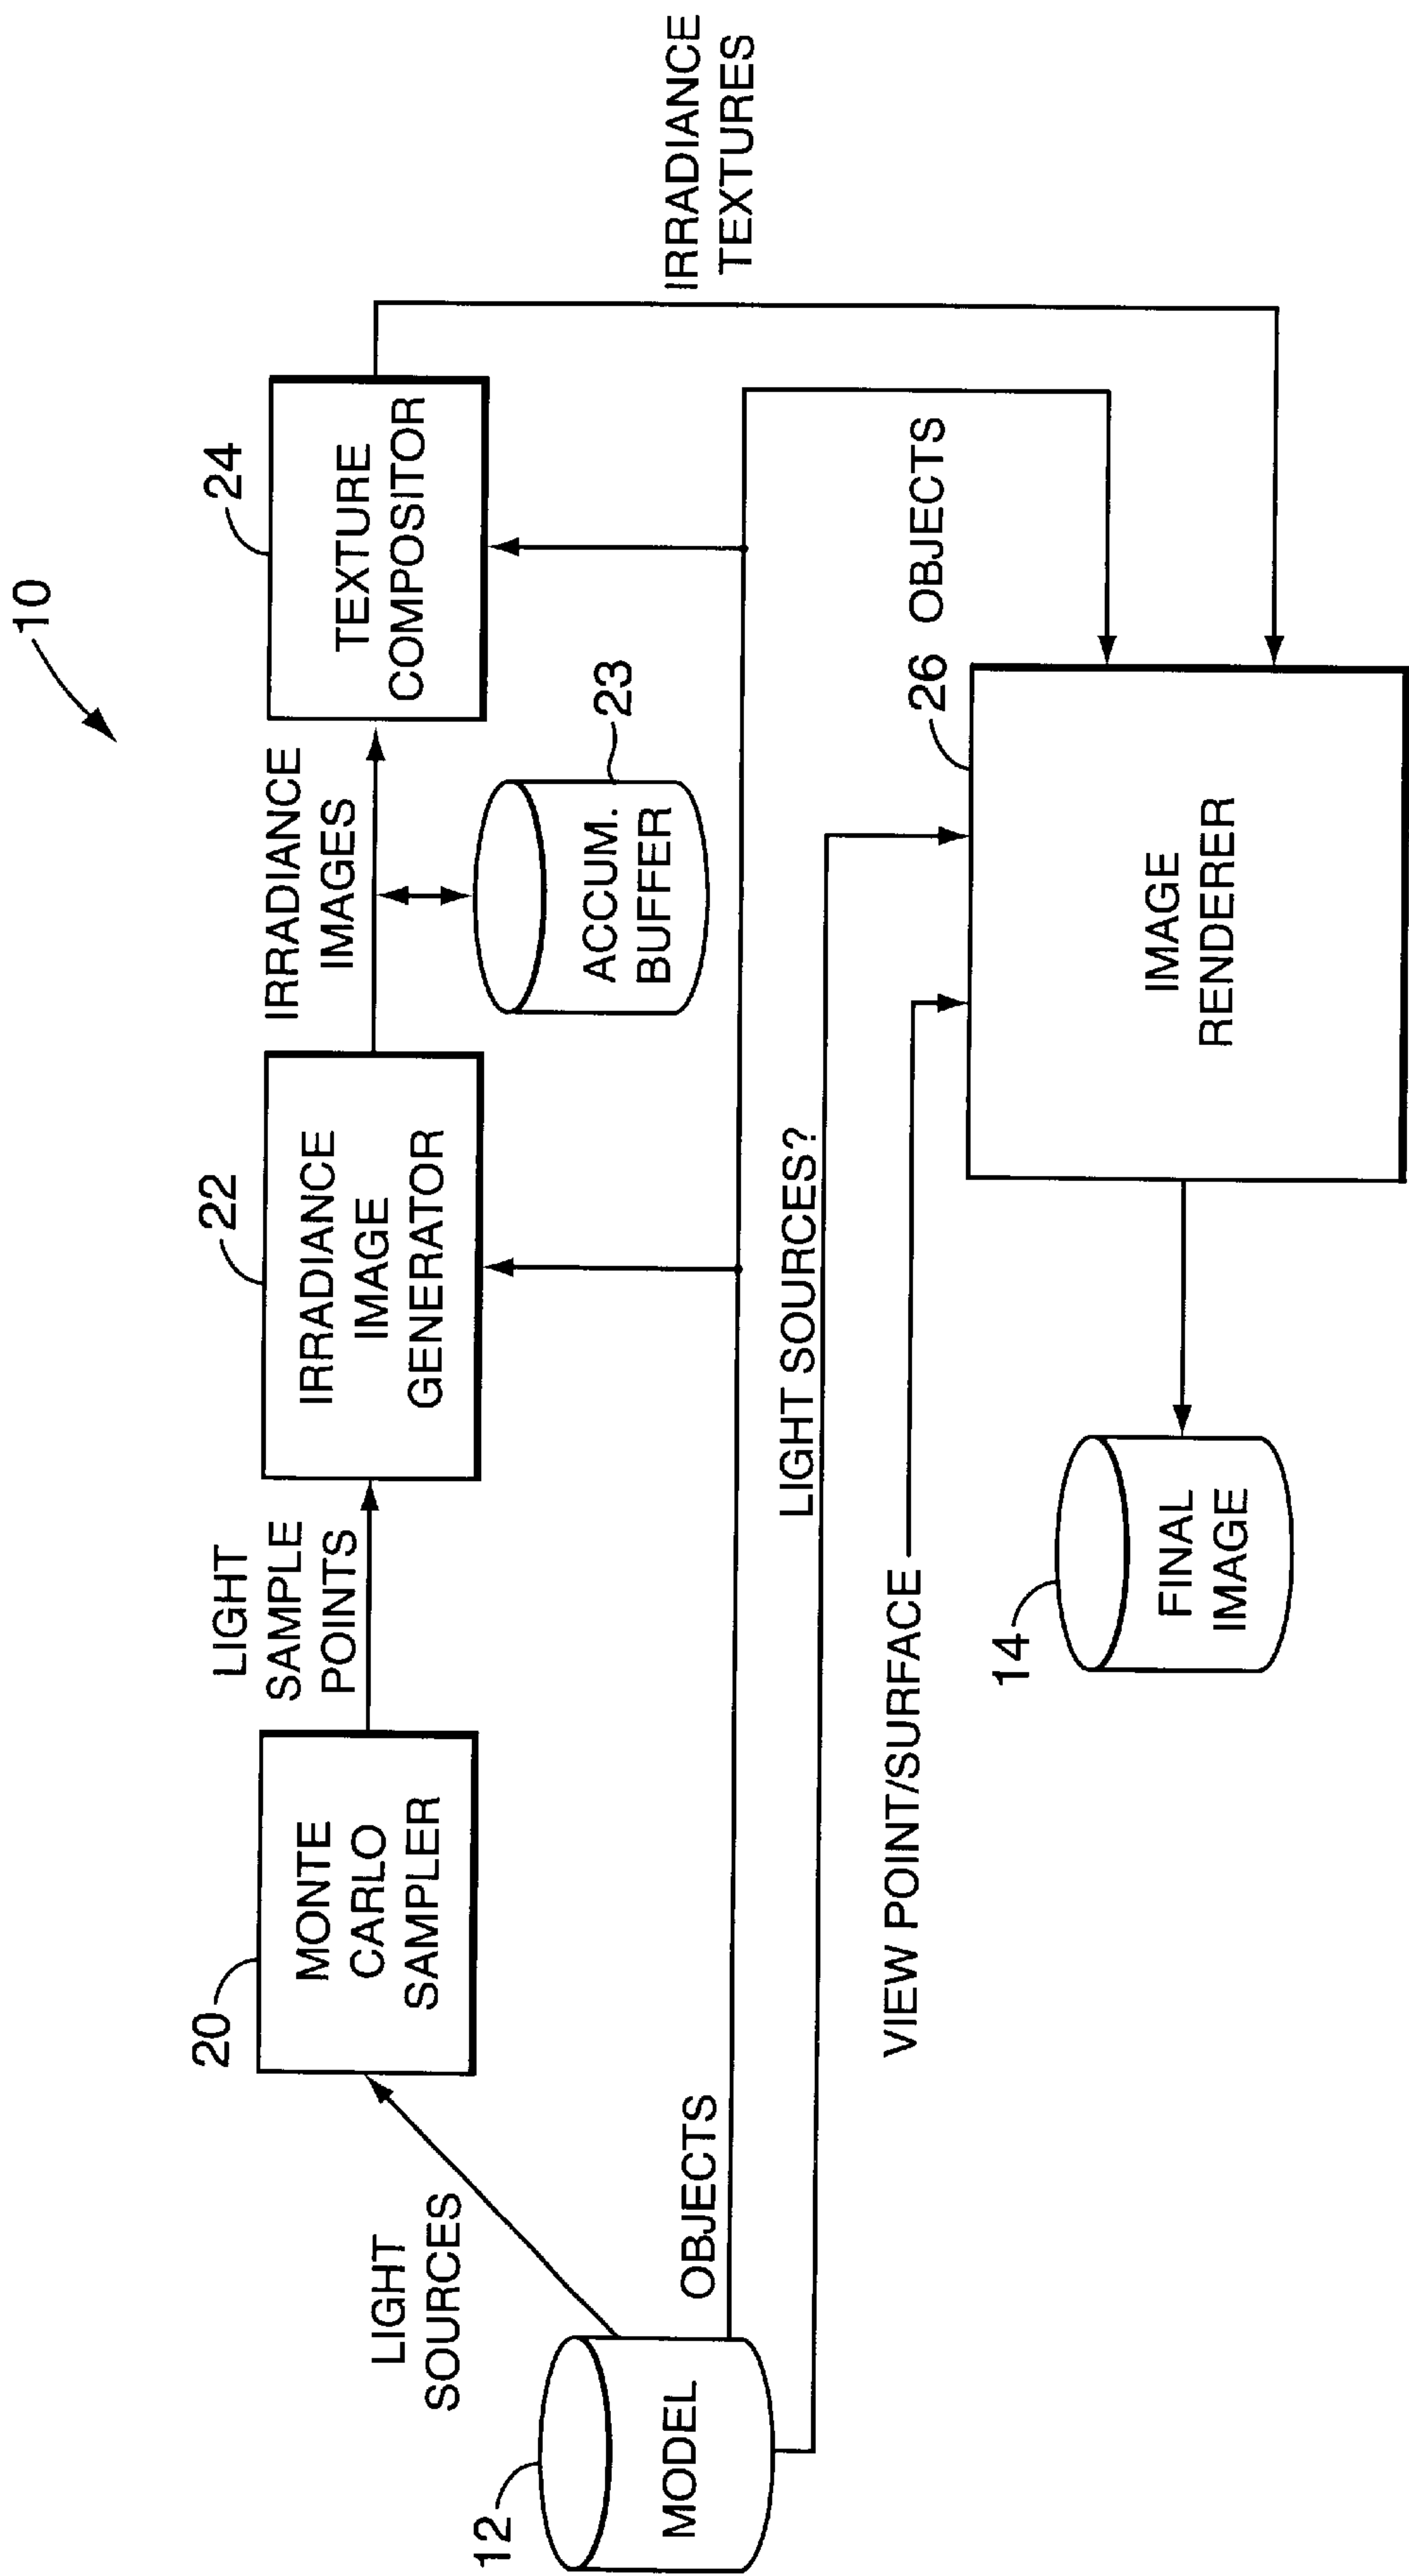 10
20
MONTE
CARLO
SAMPLER
LIGHT
SAMPLE
POINTS
22
IRRADIANCE
IMAGE
GENERATOR
IRRADIANCE
IMAGES
24
TEXTURE
COMPOSITOR
LIGHT
SOURCES
ACCUM.
BUFFER
23
12
MODEL
OBJECTS
IRRADIANCE
TEXTURES
LIGHT SOURCES?
VIEW POINT/SURFACE
26
OBJECTS
14
FINAL
IMAGE
IMAGE
RENDERER